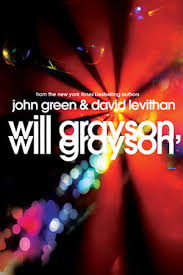 from the new york times bestselling authors
john green & david levithan
will grayson,
will grayson